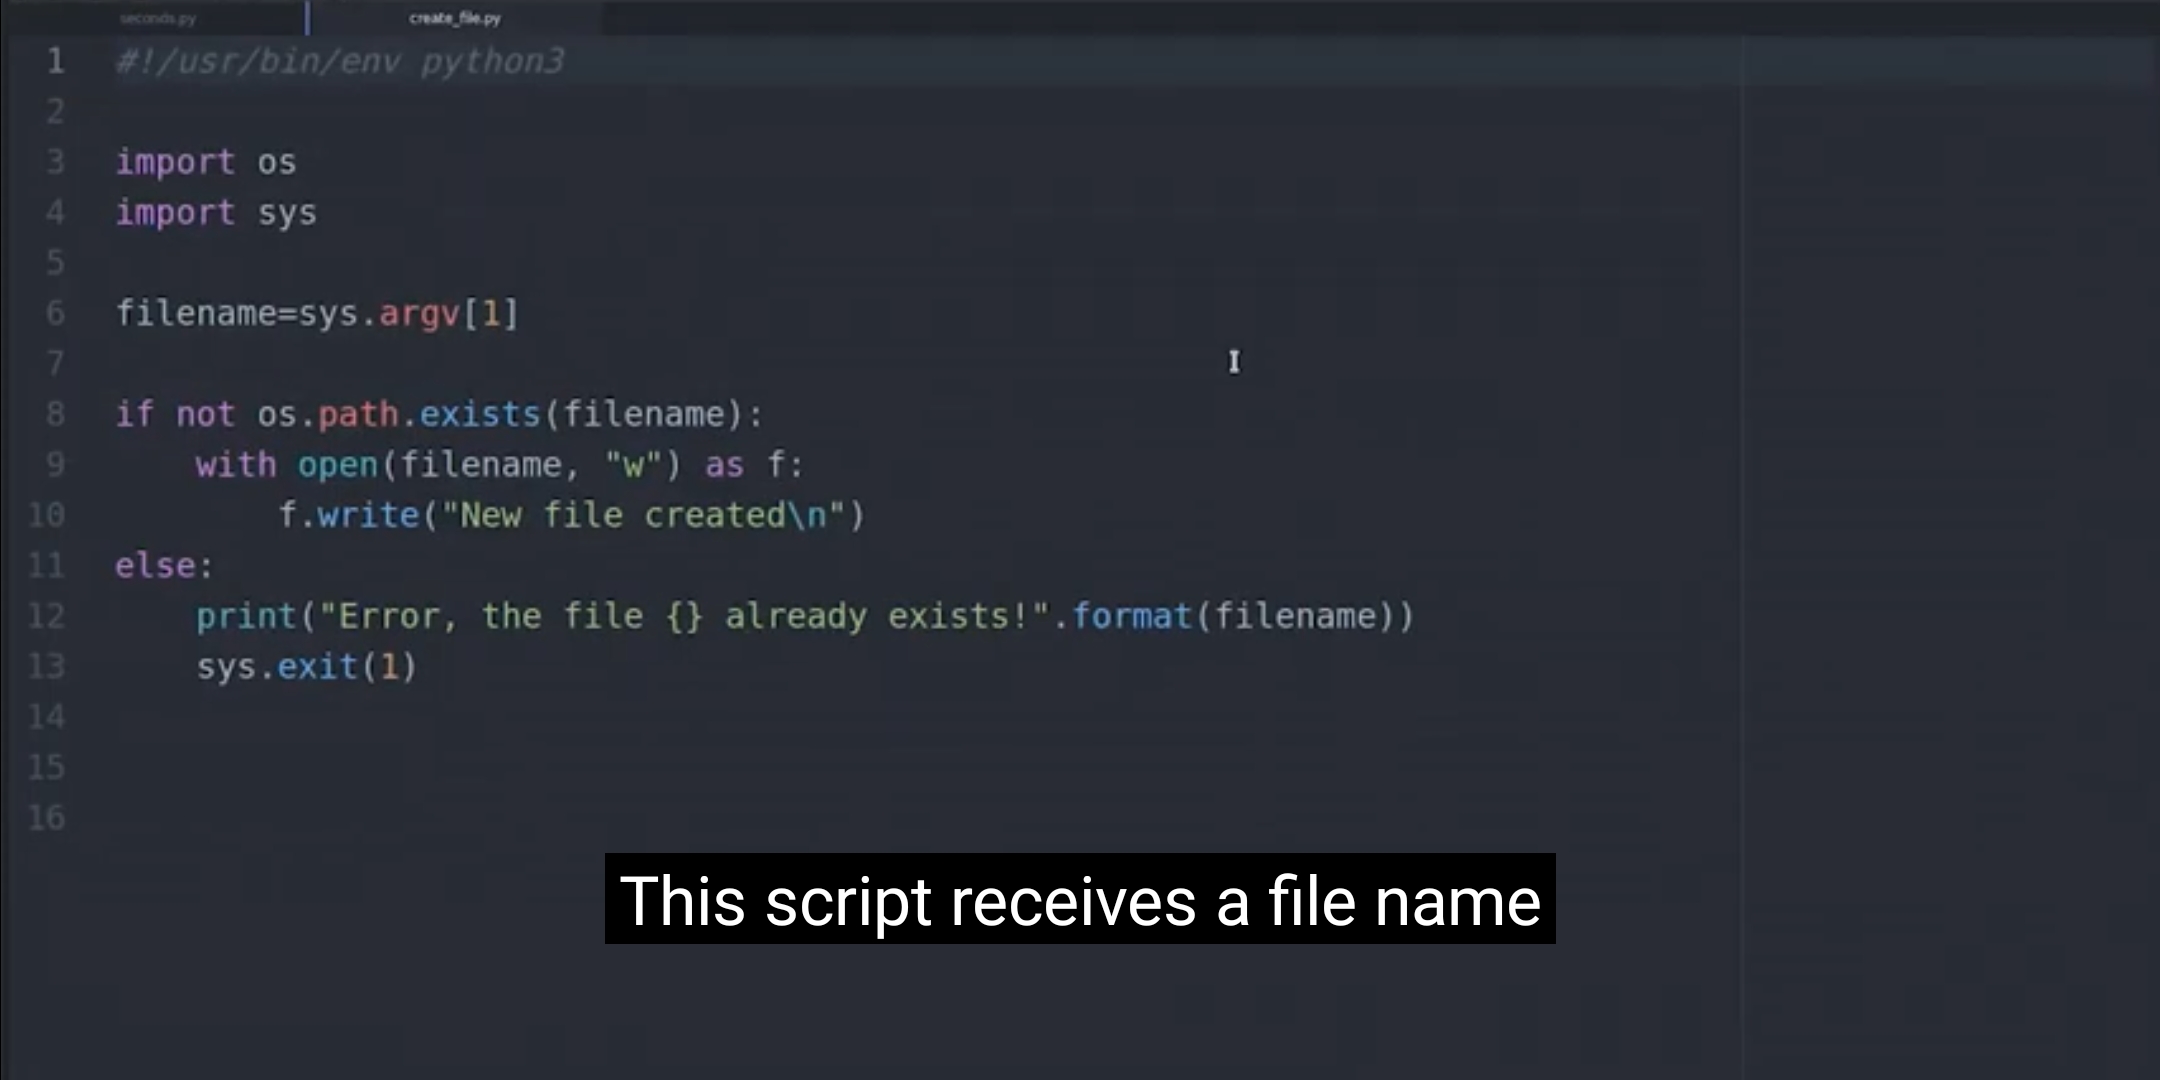 seconds.py
create_file.py
1 #!/usr/bin/env python3
2
3 import os
4 import sys
5
6 filename=sys.argv[1]
7
8 if not os.path.exists(filename):
9     with open(filename, "w") as f:
10         f.write("New file created\n")
11 else:
12     print("Error, the file {} already exists!".format(filename))
13     sys.exit(1)
14
15
16
This script receives a file name